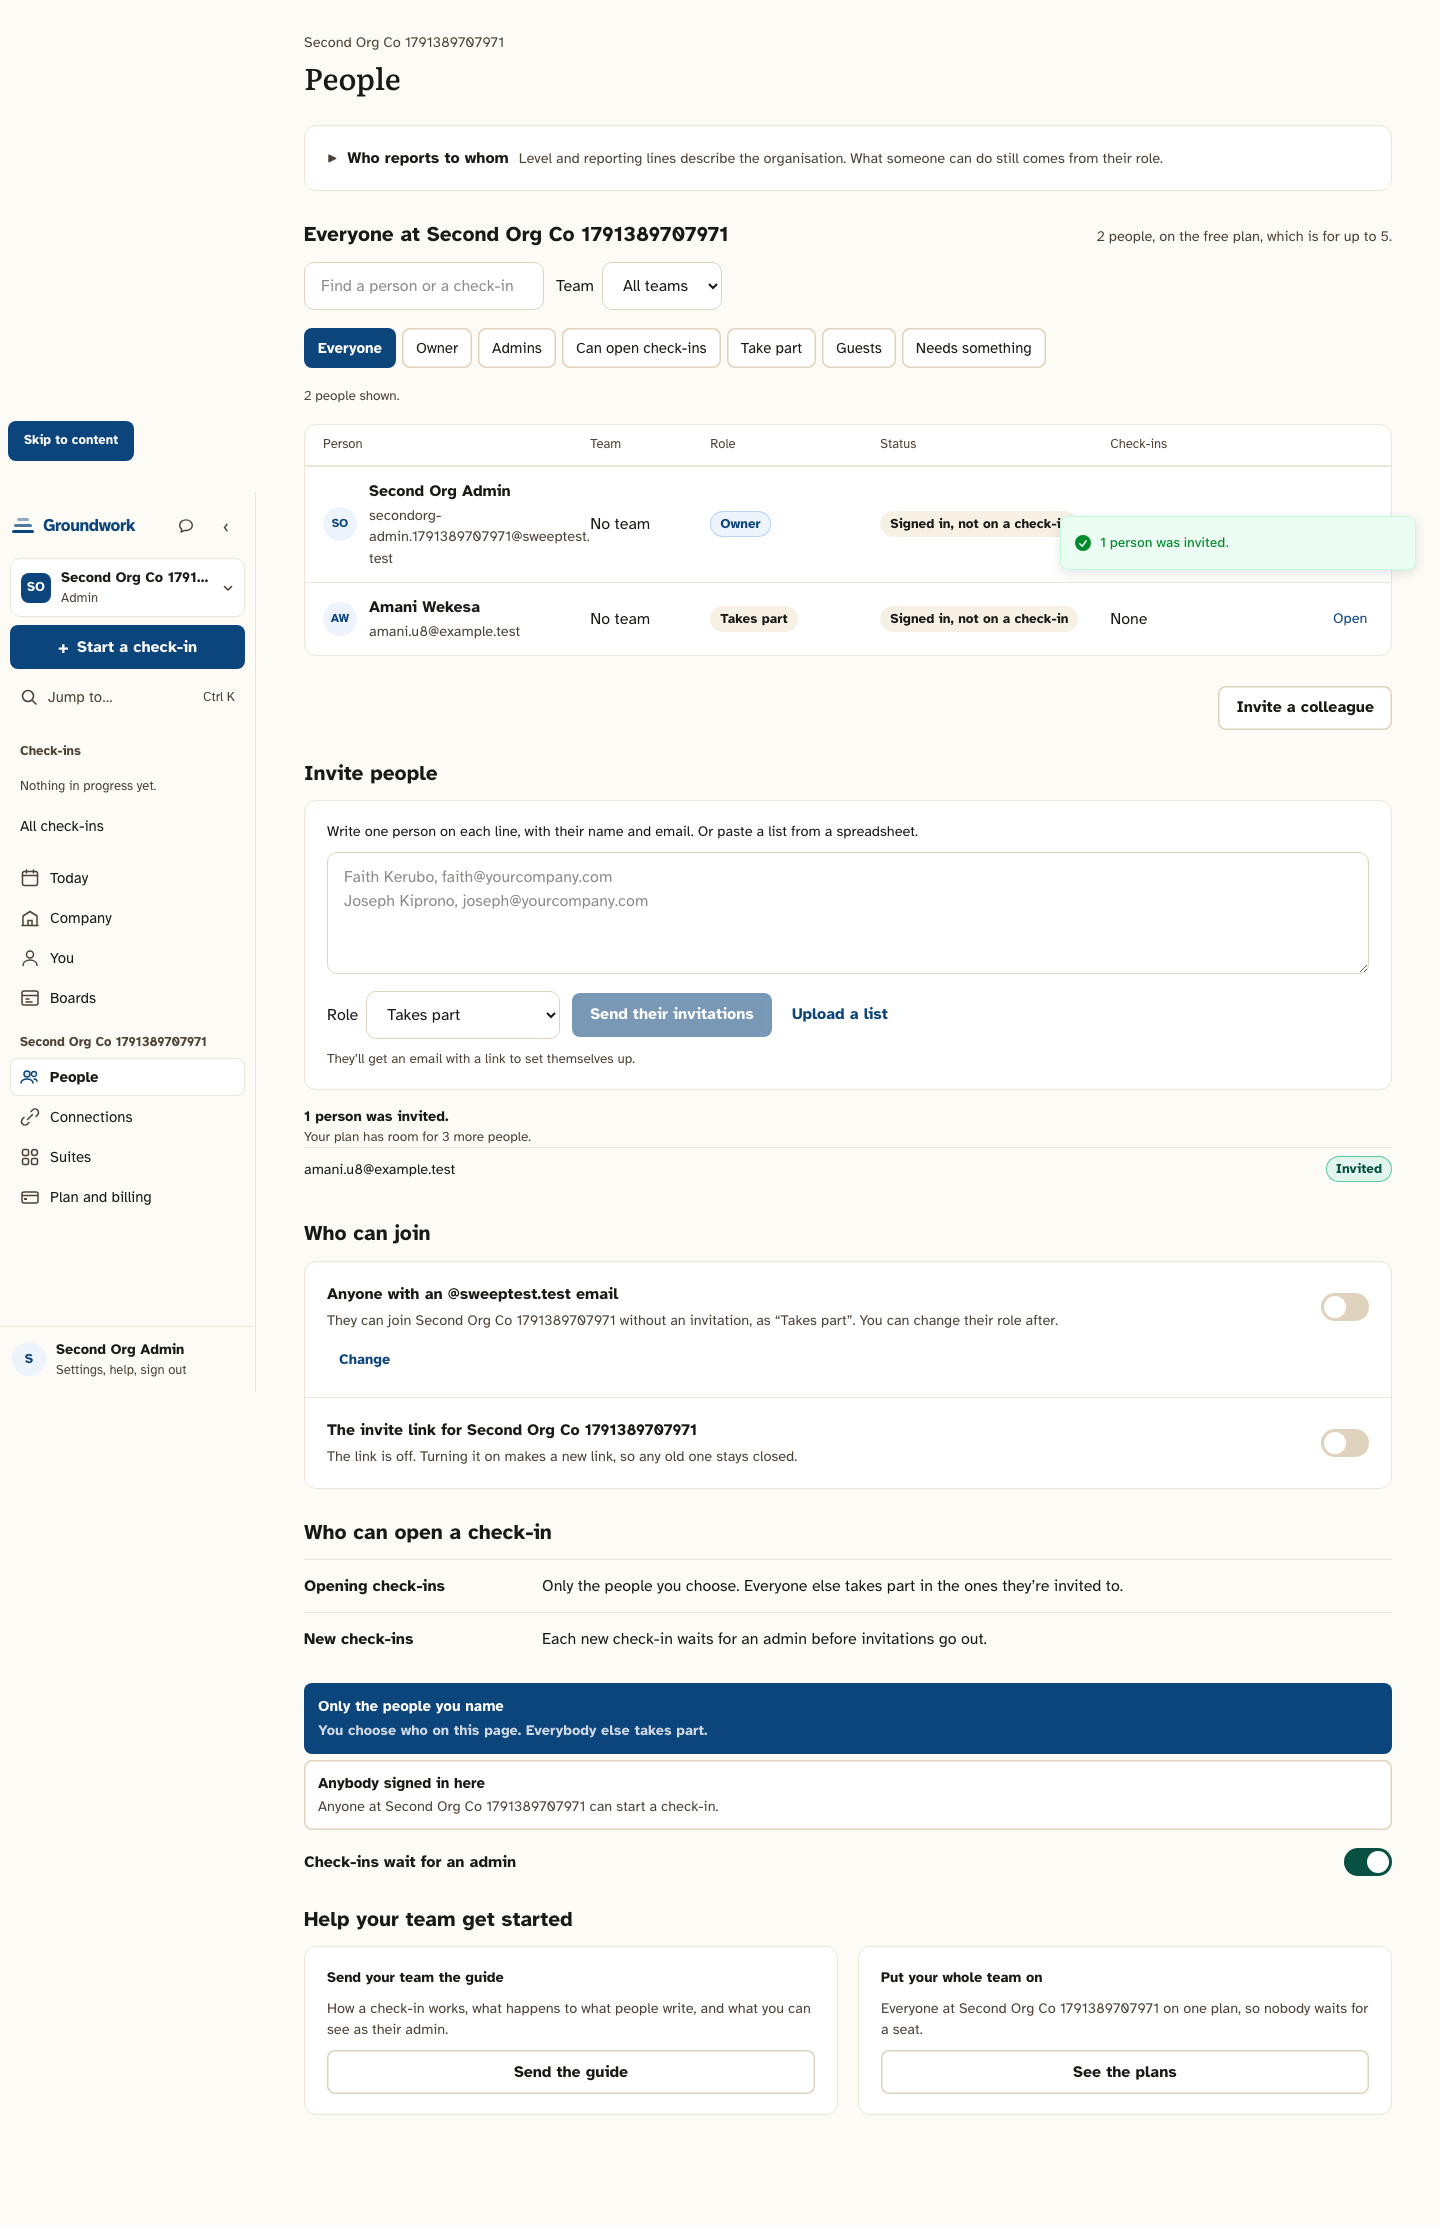 Second Org Co 1791389707971
People
Who reports to whom Level and reporting lines describe the organisation. What someone can do still comes from their role.
Everyone at Second Org Co 1791389707971
2 people, on the free plan, which is for up to 5.
Find a person or a check-in
Team
All teams
Everyone
Owner
Admins
Can open check-ins
Take part
Guests
Needs something
2 people shown.
Person
Team
Role
Status
Check-ins
Second Org Admin
secondorg-
admin.1791389707971@sweeptest.
test
No team
Owner
Signed in, not on a check-i
1 person was invited.
AW
Amani Wekesa
amani.u8@example.test
No team
Takes part
Signed in, not on a check-in
None
Open
SO
Invite a colleague
Invite people
Write one person on each line, with their name and email. Or paste a list from a spreadsheet.
Faith Kerubo, faith@yourcompany.com
Joseph Kiprono, joseph@yourcompany.com
Role
Takes part
Send their invitations
Upload a list
They'll get an email with a link to set themselves up.
1 person was invited.
Your plan has room for 3 more people.
amani.u8@example.test
Invited
Who can join
Anyone with an @sweeptest.test email
They can join Second Org Co 1791389707971 without an invitation, as “Takes part”. You can change their role after.
Change
The invite link for Second Org Co 1791389707971
The link is off. Turning it on makes a new link, so any old one stays closed.
Who can open a check-in
Opening check-ins
Only the people you choose. Everyone else takes part in the ones they’re invited to.
New check-ins
Each new check-in waits for an admin before invitations go out.
Only the people you name
You choose who on this page. Everybody else takes part.
Anybody signed in here
Anyone at Second Org Co 1791389707971 can start a check-in.
Check-ins wait for an admin
Help your team get started
Send your team the guide
How a check-in works, what happens to what people write, and what you can
see as their admin.
Send the guide
Put your whole team on
Everyone at Second Org Co 1791389707971 on one plan, so nobody waits for
a seat.
See the plans
Skip to content
Groundwork
SO
Second Org Co 1791...
Admin
+ Start a check-in
Jump to...
Ctrl K
Check-ins
Nothing in progress yet.
All check-ins
Today
Company
You
Boards
Second Org Co 1791389707971
People
Connections
Suites
Plan and billing
S
Second Org Admin
Settings, help, sign out